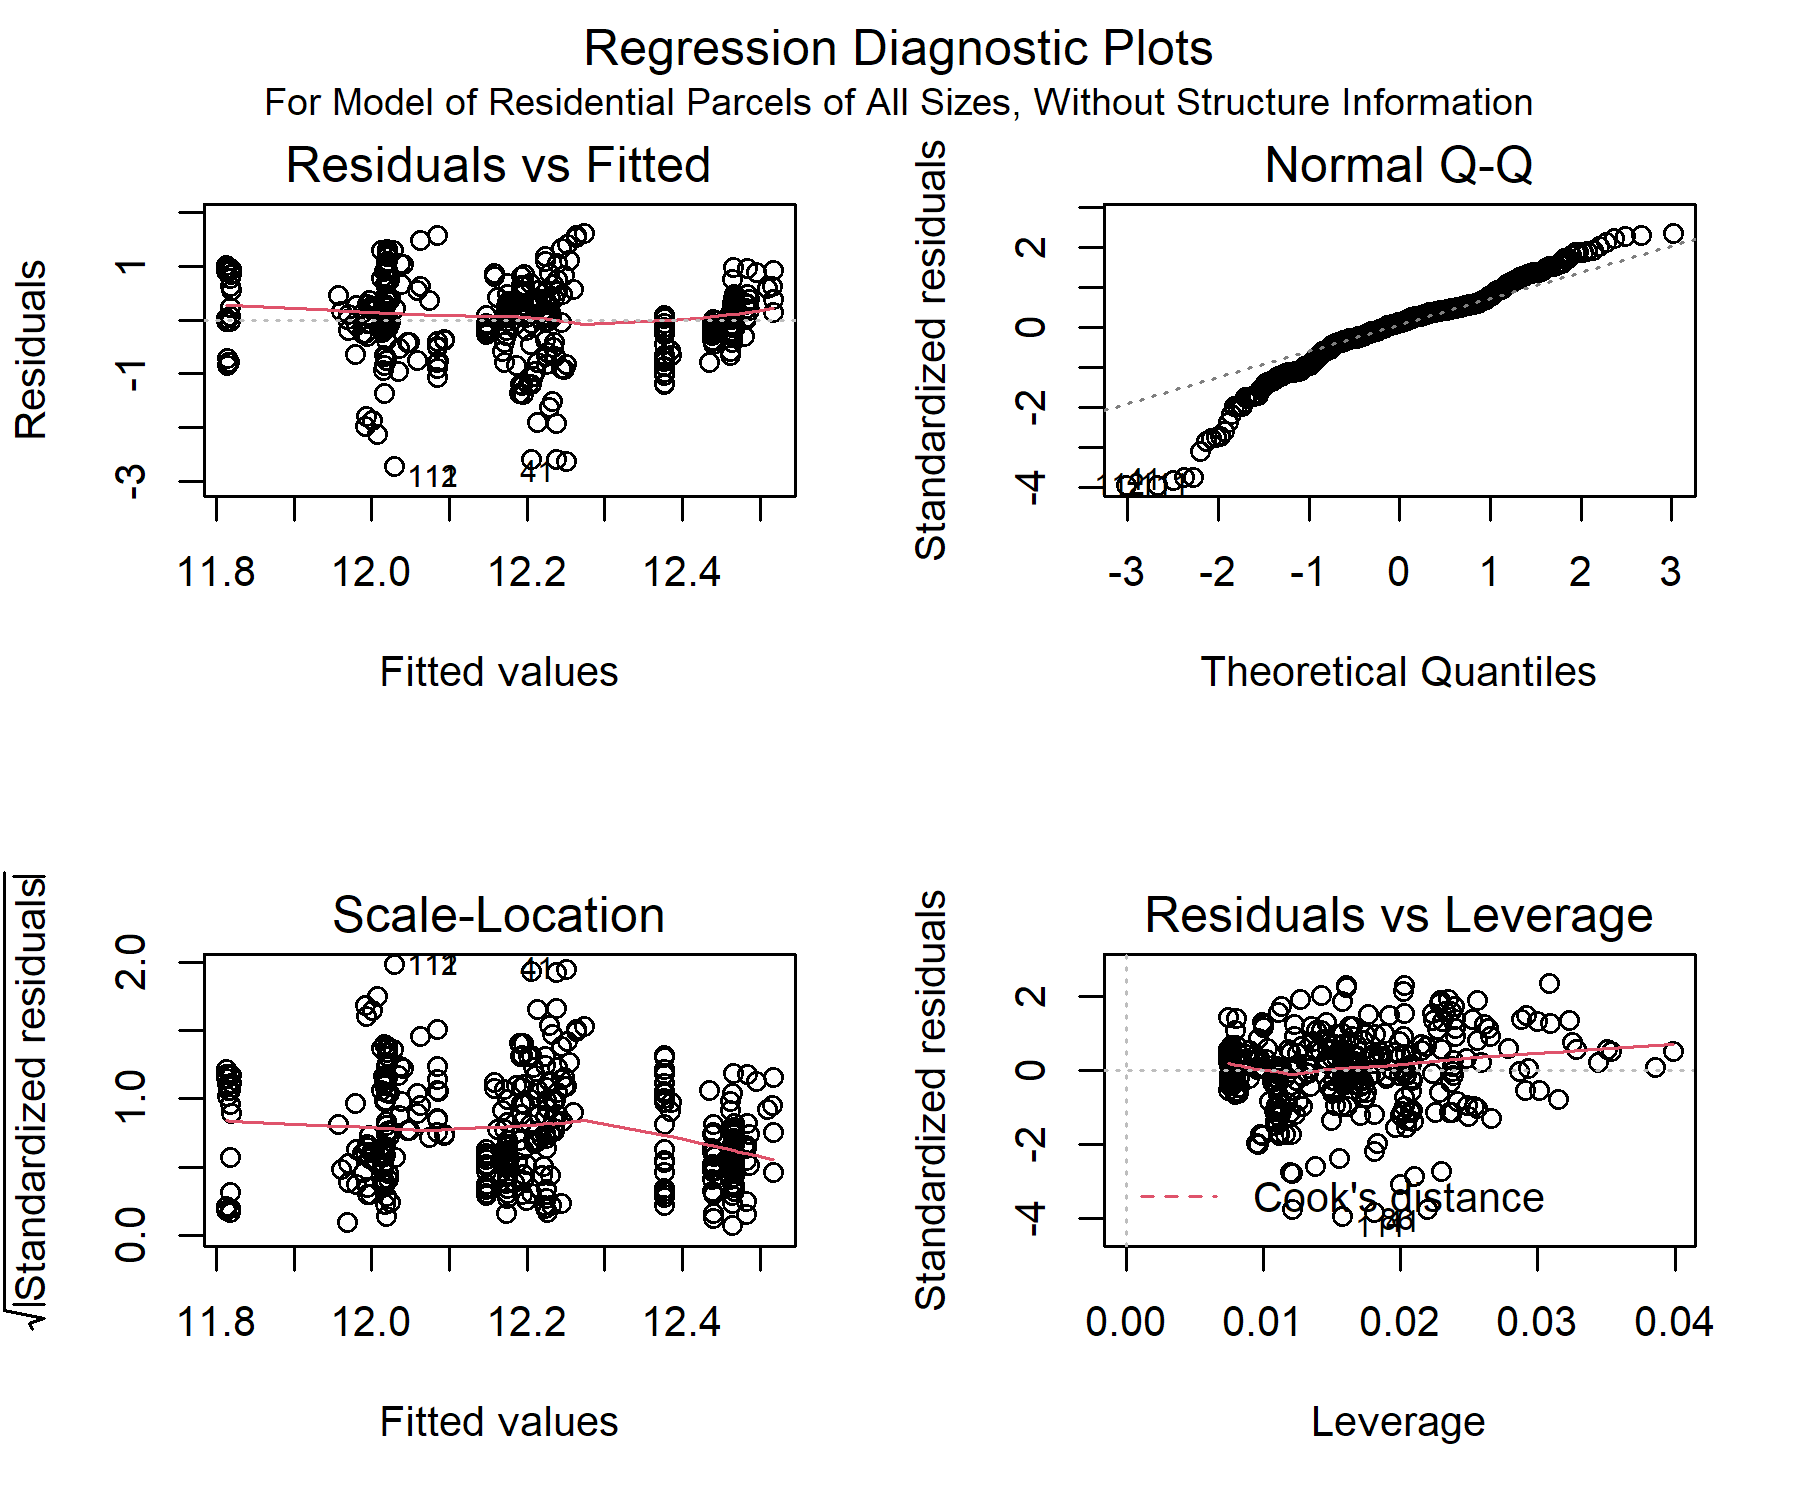 Regression Diagnostic Plots
For Model of Residential Parcels of All Sizes, Without Structure Information
Residuals vs Fitted
Residuals
1
-1
-3
41
11.8 12.0 12.2 12.4
Fitted values
Normal Q-Q
Standardized residuals
2
0
-2
-4
-3 -2 -1 0 1 2 3
Theoretical Quantiles
Scale-Location
√|Standardized residuals|
2.0
1.0
0.0
41
11.8 12.0 12.2 12.4
Fitted values
Residuals vs Leverage
Standardized residuals
2
0
-2
-4
Cook's distance
0.00 0.01 0.02 0.03 0.04
Leverage